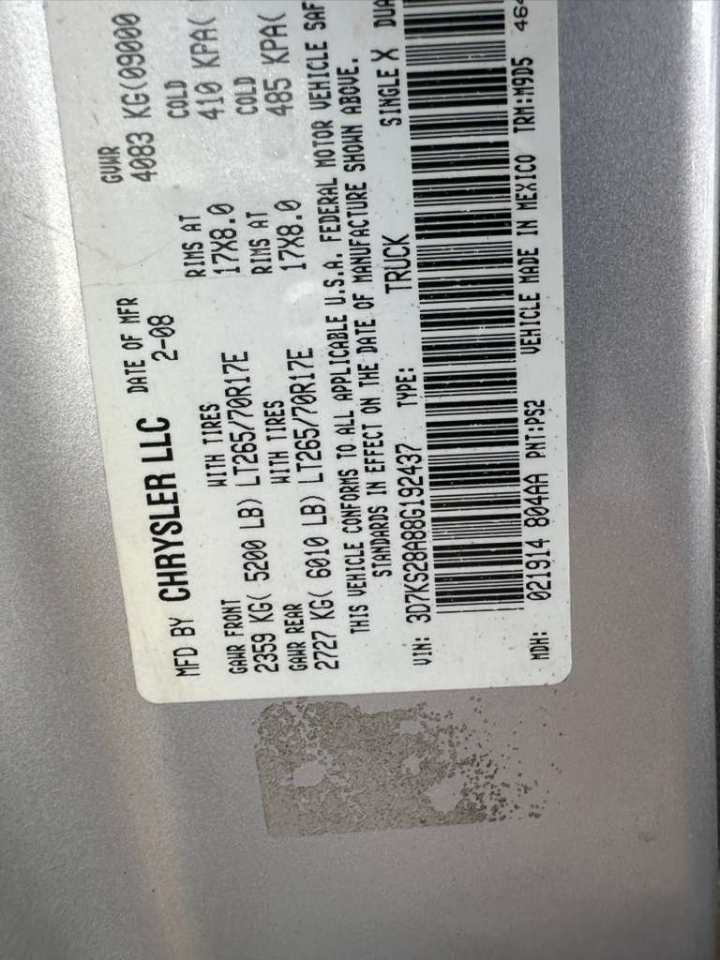 MFD BY CHRYSLER LLC DATE OF MFR GVWR
2-08 4083 KG(09000
GAWR FRONT WITH TIRES RIMS AT COLD
2359 KG( 5200 LB) LT265/70R17E 17X8.0 410 KPA(
GAWR REAR WITH TIRES RIMS AT COLD
2727 KG( 6010 LB) LT265/70R17E 17X8.0 485 KPA(
THIS VEHICLE CONFORMS TO ALL APPLICABLE U.S.A. FEDERAL MOTOR VEHICLE SAF
STANDARDS IN EFFECT ON THE DATE OF MANUFACTURE SHOWN ABOVE.
VIN: 3D7KS28A88G192437 TYPE: TRUCK SINGLE X DUA
MDH: 021914 804AA PNT:PS2 VEHICLE MADE IN MEXICO TRM:M9D5 464